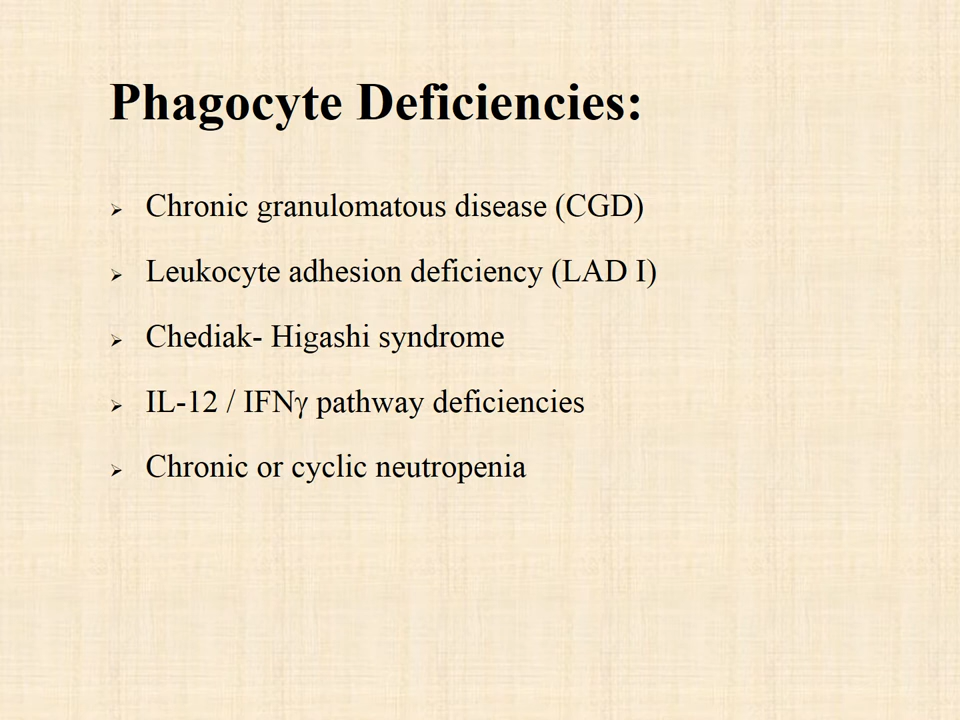 Phagocyte Deficiencies:
➢ Chronic granulomatous disease (CGD)
➢ Leukocyte adhesion deficiency (LAD I)
➢ Chediak- Higashi syndrome
➢ IL-12 / IFNγ pathway deficiencies
➢ Chronic or cyclic neutropenia